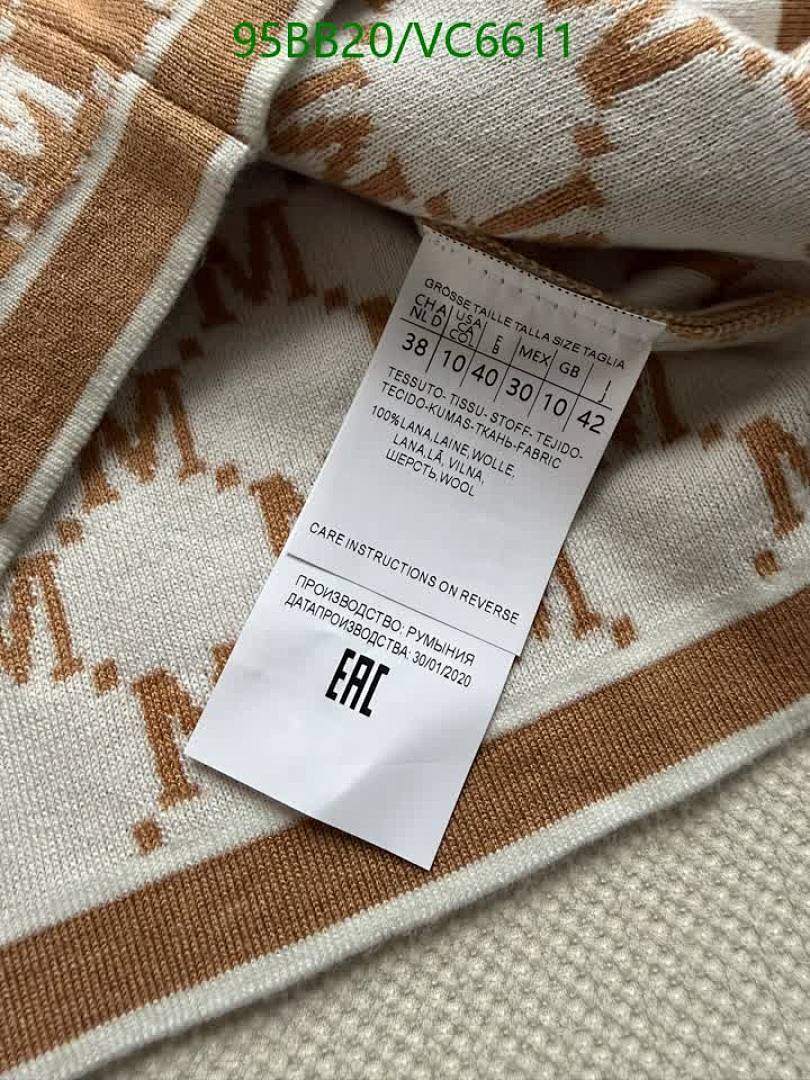 95BB20/VC6611
GROSSE TAILLE TALLA SIZE TAGLIA
CHA USA F MEX GB J
NL D CA B
CO
38 10 40 30 10 42
TESSUTO- TISSU- STOFF- TEJIDO-
TECIDO-KUMAS-TKAHЬ-FABRIC
100%LANA,LAINE,WOLLE,
LANA,LÃ, VILNA,
ШЕРСТЬ,WOOL
CARE INSTRUCTIONS ON REVERSE
ПРОИЗВОДСТВО: РУМЫНИЯ
ДАТАПРОИЗВОДСТВА: 30/01/2020
EAC
M.M.
M.M.
M.
M.